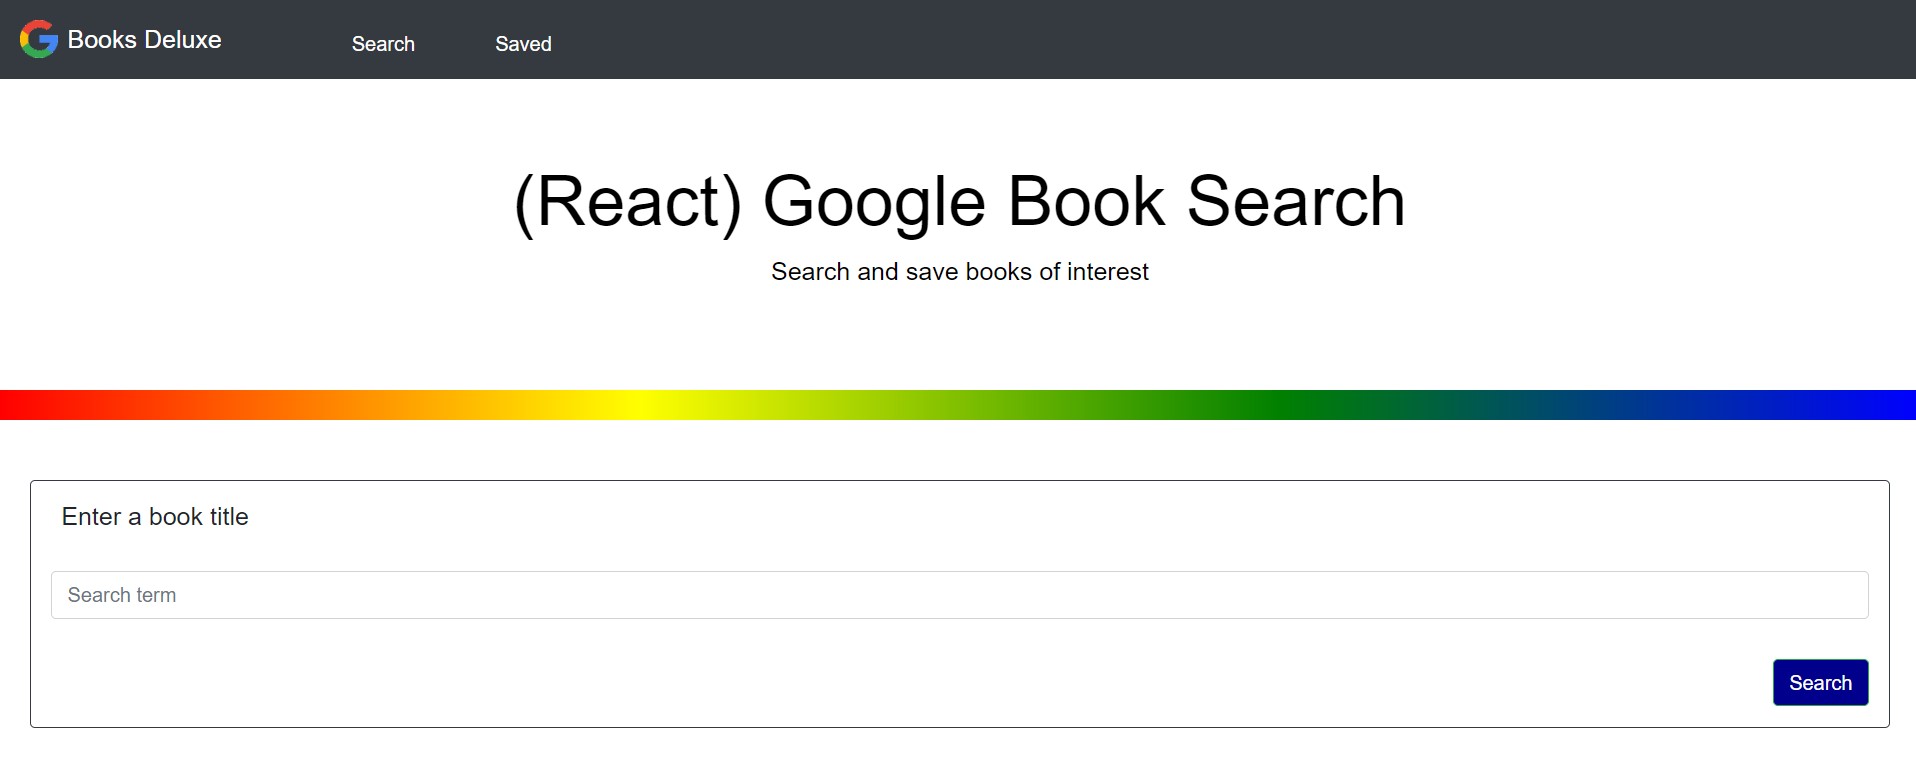 Books Deluxe Search Saved
(React) Google Book Search
Search and save books of interest
Enter a book title
Search term
Search